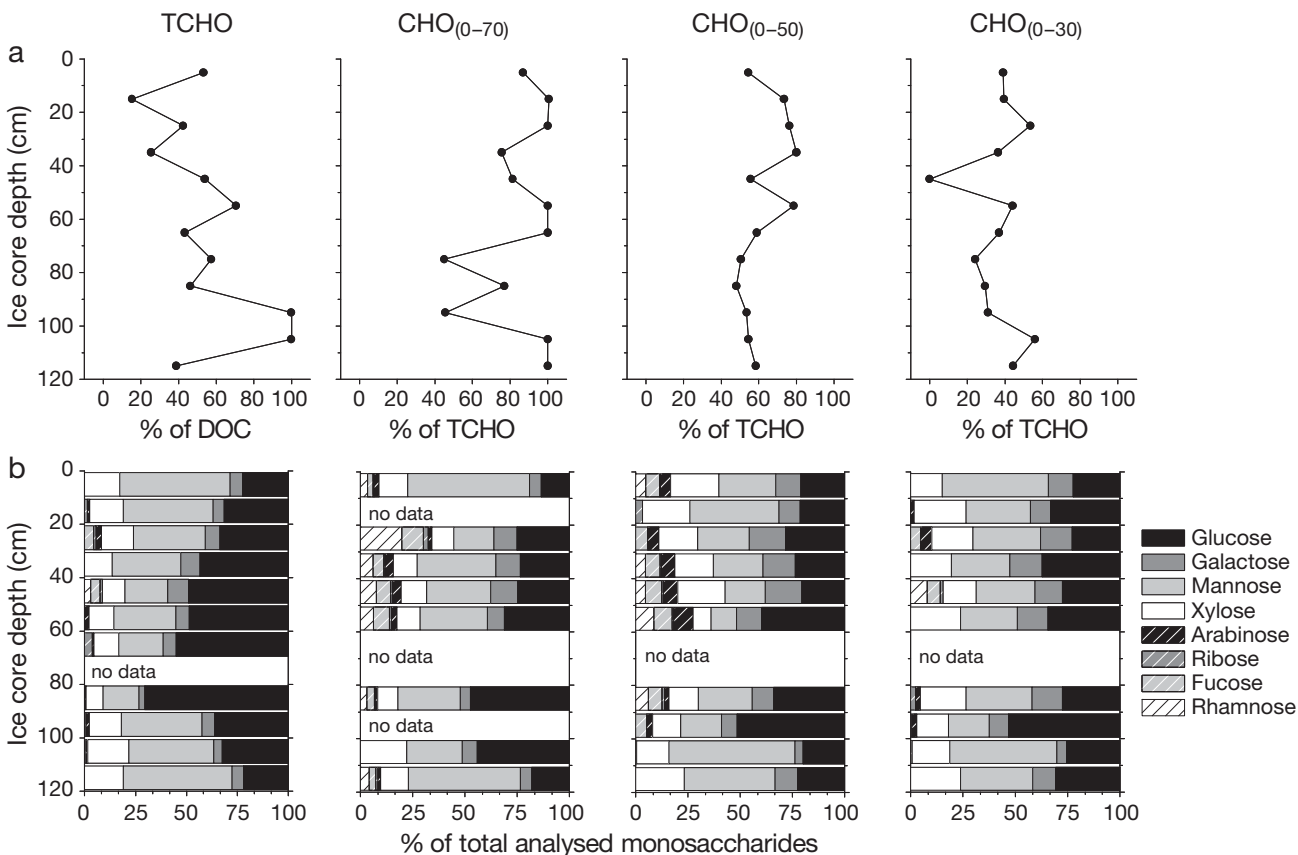 TCHO CHO(0–70) CHO(0–50) CHO(0–30)
a
Ice core depth (cm)
0
20
40
60
80
100
120
0 20 40 60 80 100 0 20 40 60 80 100 0 20 40 60 80 100 0 20 40 60 80 100
% of DOC % of TCHO % of TCHO % of TCHO
b
Ice core depth (cm)
0
20
40
60
80
100
120
no data
no data
no data
no data
no data
no data
Glucose
Galactose
Mannose
Xylose
Arabinose
Ribose
Fucose
Rhamnose
0 25 50 75 100 0 25 50 75 100 0 25 50 75 100 0 25 50 75 100
% of total analysed monosaccharides